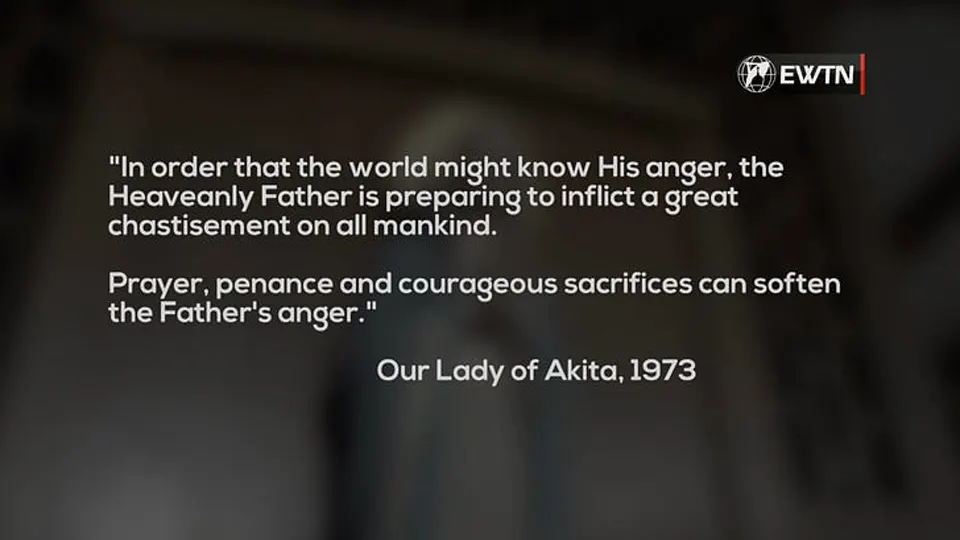 EWTN
"In order that the world might know His anger, the
Heaveanly Father is preparing to inflict a great
chastisement on all mankind.
Prayer, penance and courageous sacrifices can soften
the Father's anger."
Our Lady of Akita, 1973